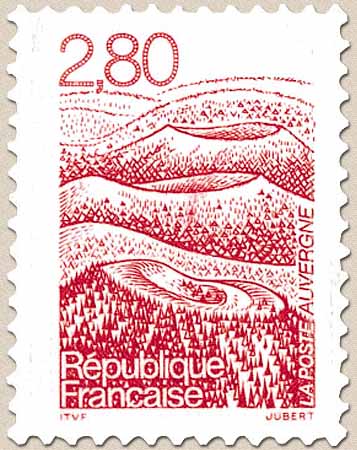 2,80
LA POSTE AUVERGNE
République
Française
ITVF JUBERT